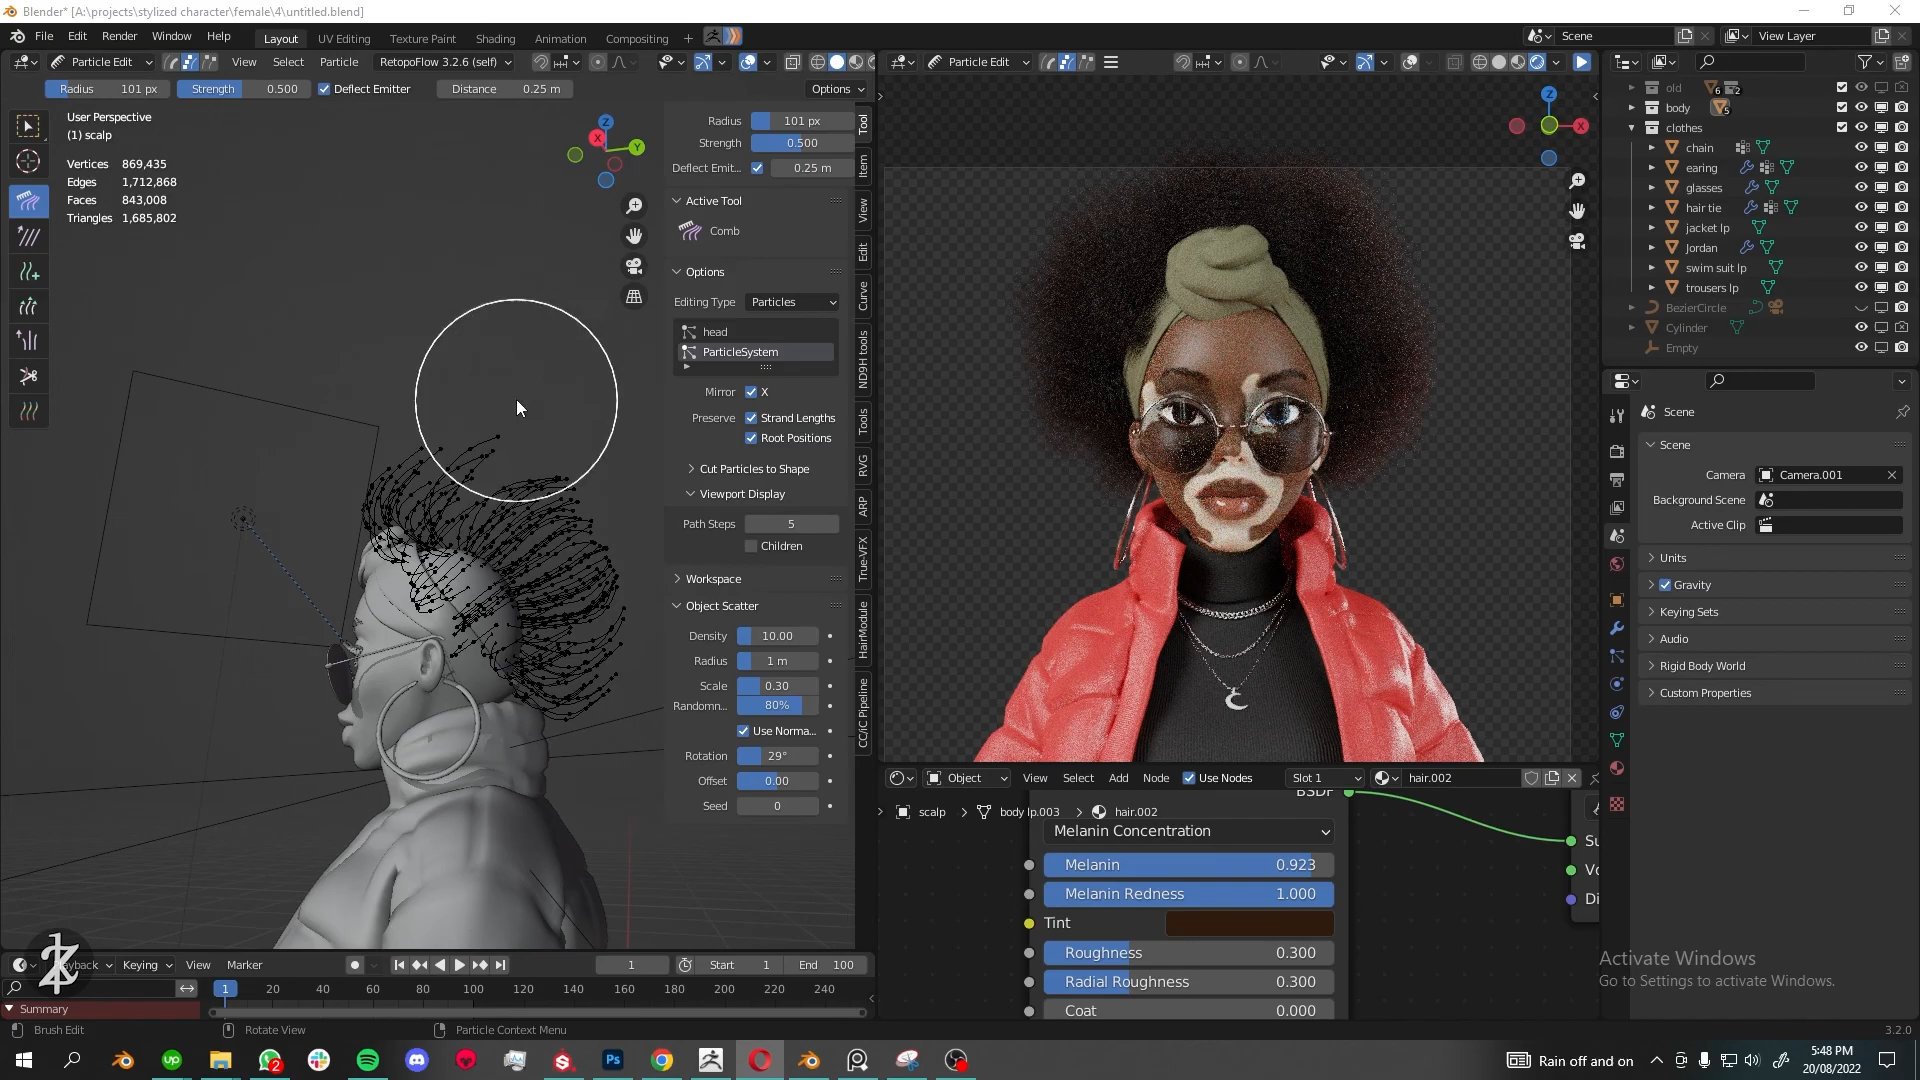 Blender* [A:\projects\stylized character\female\4\untitled.blend]
File Edit Render Window Help Layout UV Editing Texture Paint Shading Animation Compositing + Scene View Layer
Particle Edit View Select Particle RetopoFlow 3.2.6 (self) Particle Edit
Radius 101 px Strength 0.500 Deflect Emitter Distance 0.25 m Options
User Perspective
(1) scalp
Vertices 869,435
Edges 1,712,868
Faces 843,008
Triangles 1,685,802
Z
X
Y
Radius 101 px
Strength 0.500
Deflect Emit... 0.25 m
Active Tool
Comb
Options
Editing Type Particles
head
ParticleSystem
Mirror X
Preserve Strand Lengths
Root Positions
Cut Particles to Shape
Viewport Display
Path Steps 5
Children
Workspace
Object Scatter
Density 10.00
Radius 1 m
Scale 0.30
Randomn... 80%
Use Norma...
Rotation 29°
Offset 0.00
Seed 0
Tool
Item
View
Edit
Curve
ND9H tools
Tools
RVG
ARP
True-VFX
HairModule
CC/iC Pipeline
Z
X
old 6 2
body 5
clothes
chain
earing
glasses
hair tie
jacket lp
Jordan
swim suit lp
trousers lp
BezierCircle
Cylinder
Empty
Scene
Scene
Camera Camera.001
Background Scene
Active Clip
Units
Gravity
Keying Sets
Audio
Rigid Body World
Custom Properties
Object View Select Add Node Use Nodes Slot 1 hair.002
scalp > body lp.003 > hair.002
BSDF
Melanin Concentration
Melanin 0.923
Melanin Redness 1.000
Tint
Roughness 0.300
Radial Roughness 0.300
Coat 0.000
Su
Vo
Di
Activate Windows
Go to Settings to activate Windows.
yback Keying View Marker 1 Start 1 End 100
1 20 40 60 80 100 120 140 160 180 200 220 240
Summary
Brush Edit Rotate View Particle Context Menu 3.2.0
up 2 Ps Rain off and on 5:48 PM
20/08/2022